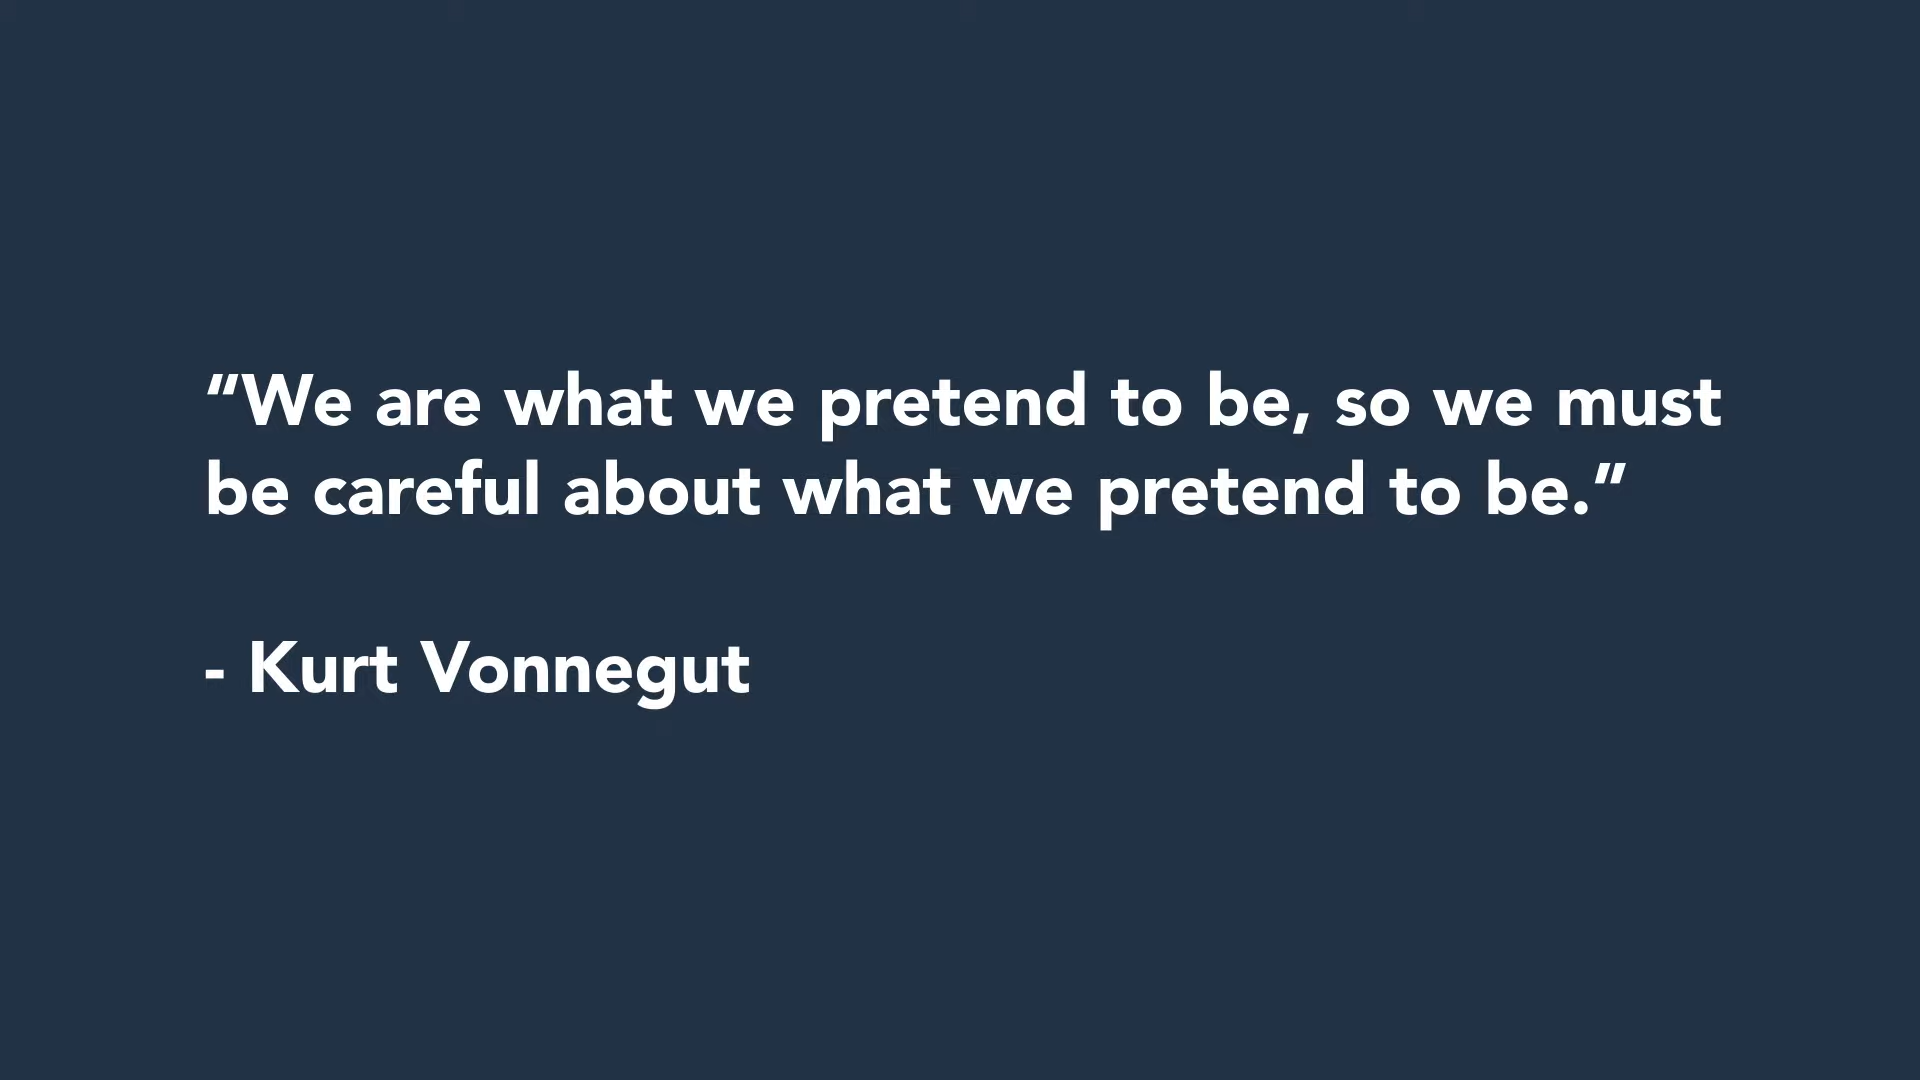 “We are what we pretend to be, so we must
be careful about what we pretend to be.”
- Kurt Vonnegut